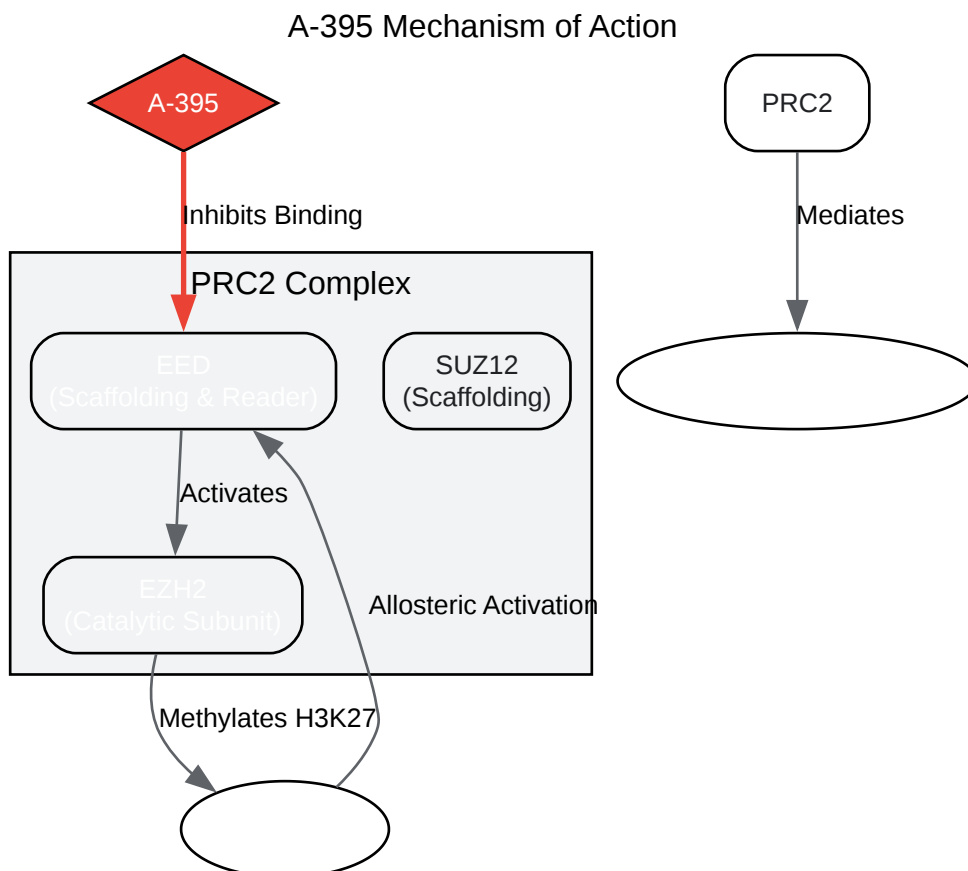 A-395 Mechanism of Action
A-395
PRC2
Inhibits Binding
Mediates
PRC2 Complex
EED
(Scaffolding & Reader)
SUZ12
(Scaffolding)
Activates
EZH2
(Catalytic Subunit)
Allosteric Activation
Methylates H3K27